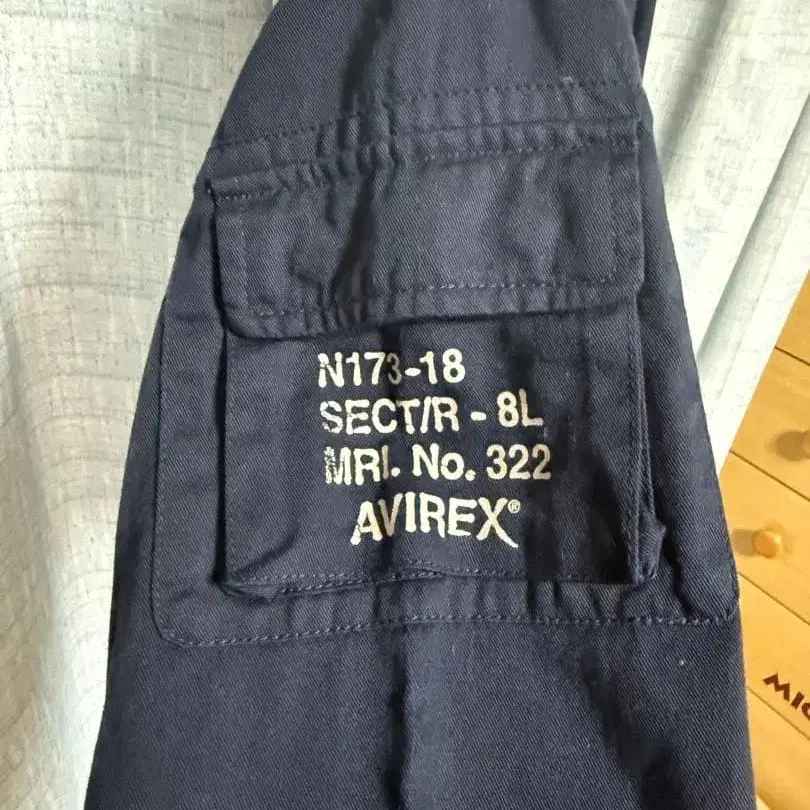 N173-18
SECT/R - 8L
MRI. No. 322
AVIREX®